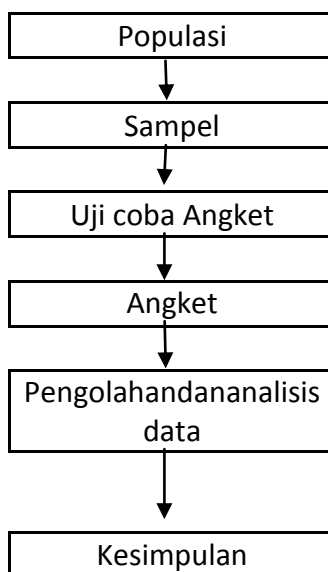 Populasi
Sampel
Uji coba Angket
Angket
Pengolahandananalisis
data
Kesimpulan